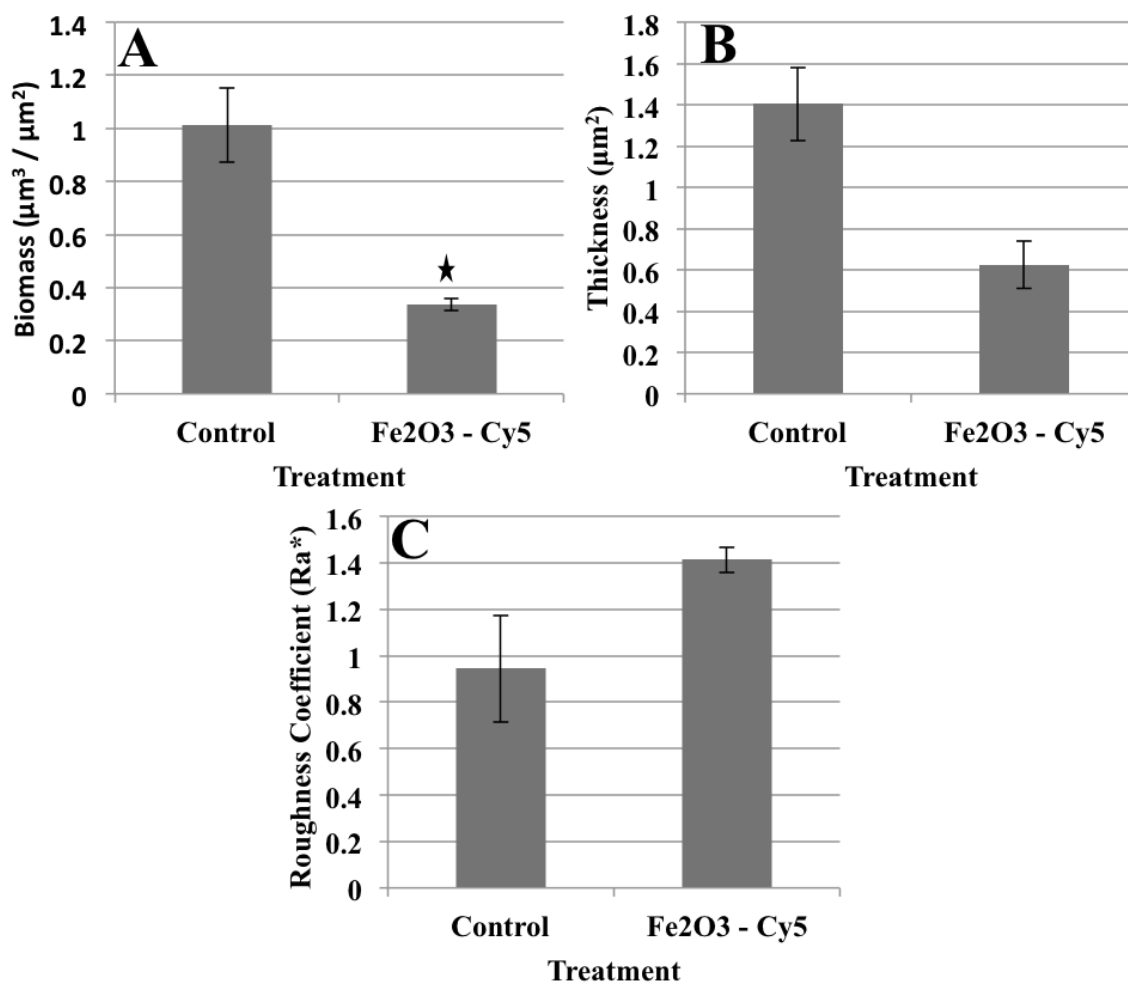 A
Biomass (µm³ / µm²)
1.4
1.2
1
0.8
0.6
0.4
0.2
0
Control
Fe2O3 - Cy5
Treatment
B
Thickness (µm²)
1.8
1.6
1.4
1.2
1
0.8
0.6
0.4
0.2
0
Control
Fe2O3 - Cy5
Treatment
C
Roughness Coefficient (Ra*)
1.6
1.4
1.2
1
0.8
0.6
0.4
0.2
0
Control
Fe2O3 - Cy5
Treatment